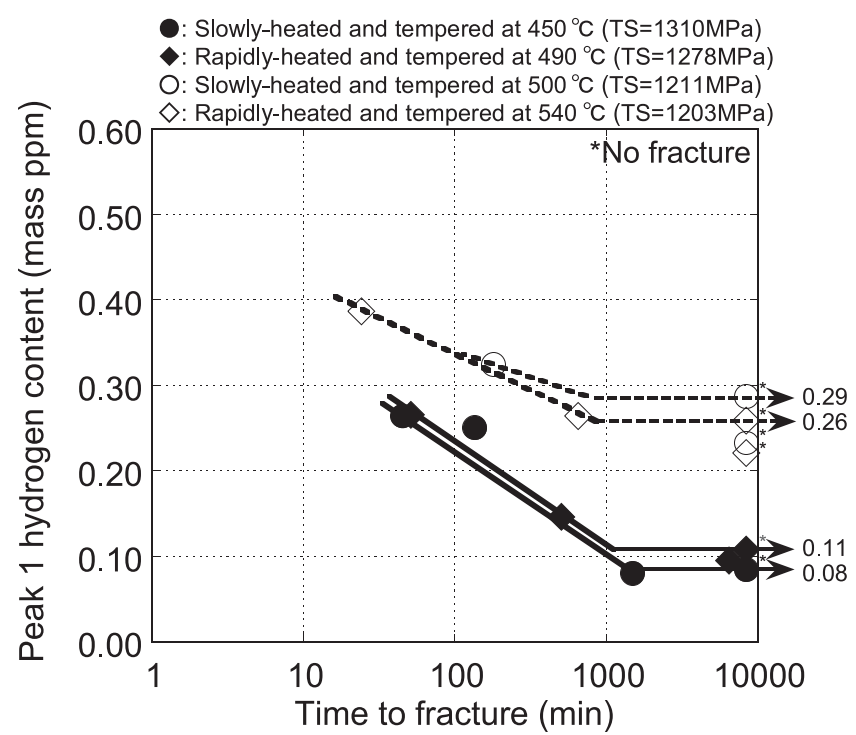 ●: Slowly-heated and tempered at 450 ℃ (TS=1310MPa)
◆: Rapidly-heated and tempered at 490 ℃ (TS=1278MPa)
○: Slowly-heated and tempered at 500 ℃ (TS=1211MPa)
◇: Rapidly-heated and tempered at 540 ℃ (TS=1203MPa)
*No fracture
Peak 1 hydrogen content (mass ppm)
0.60
0.50
0.40
0.30
0.20
0.10
0.00
*
0.29
*
0.26
*
*
*
0.11
*
0.08
1 10 100 1000 10000
Time to fracture (min)